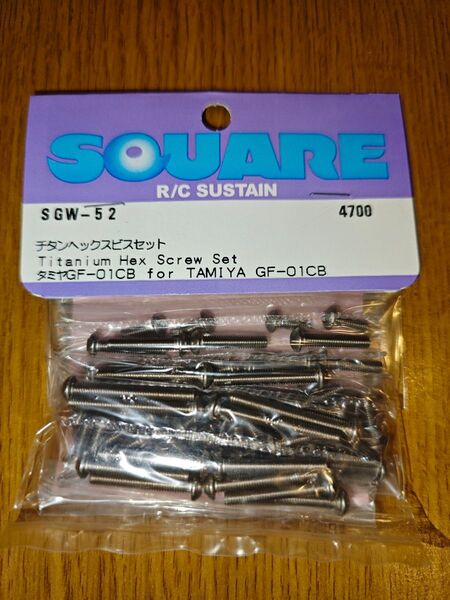 SQUARE
R/C SUSTAIN
SGW-52 4700
チタンヘックスビスセット
Titanium Hex Screw Set
タミヤGF-01CB for TAMIYA GF-01CB